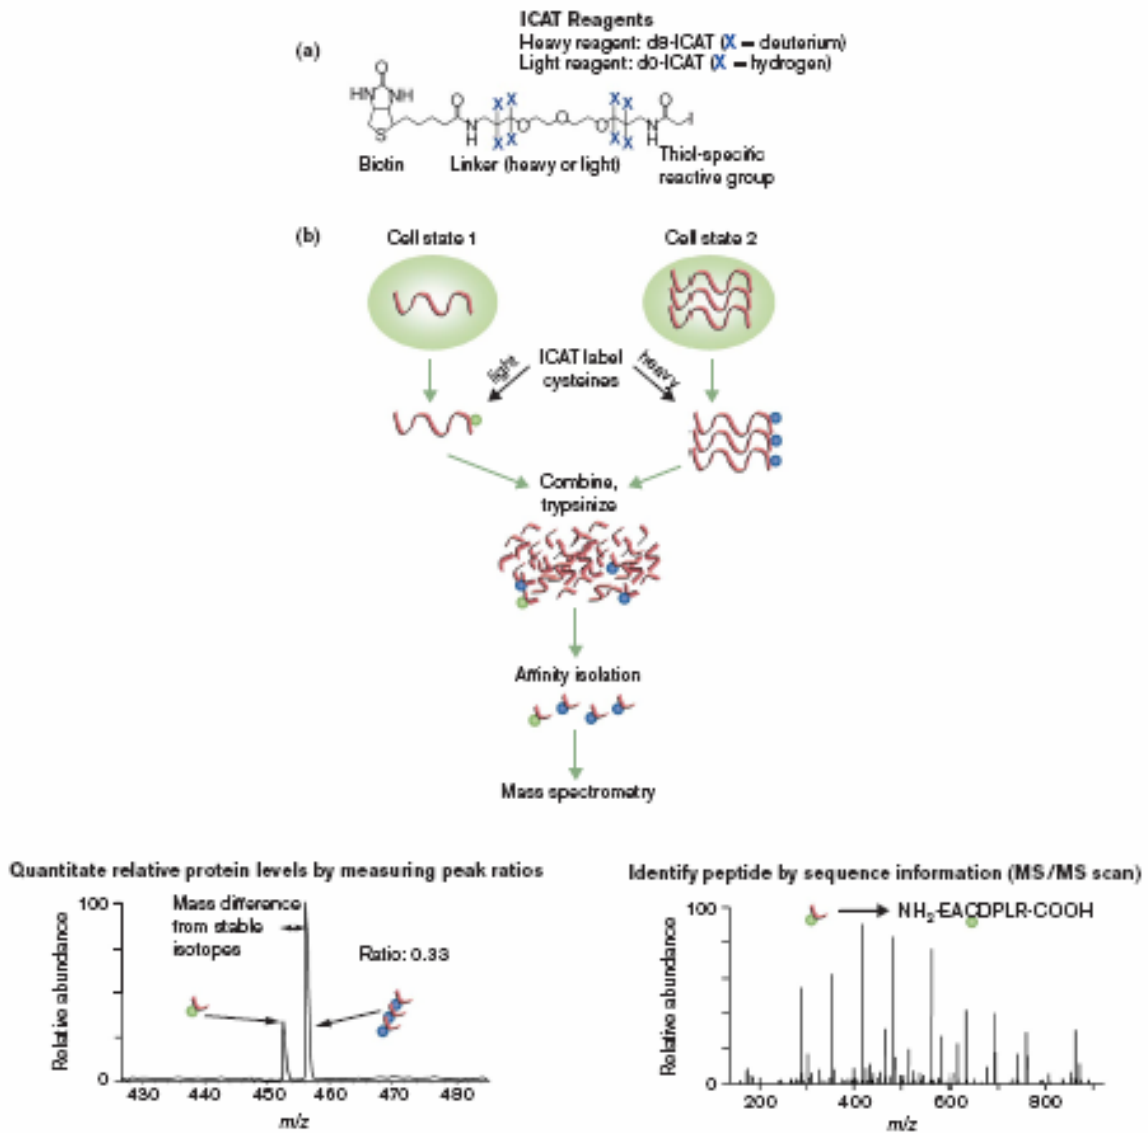 ICAT Reagents
(a)
Heavy reagent: d8-ICAT (X – deuterium)
Light reagent: d0-ICAT (X – hydrogen)
O
HN NH
S
O
N
H
X X
X X
O O O
X X
X X
N
H
O
I
Biotin
Linker (heavy or light)
Thiol-specific
reactive group
(b)
Cell state 1
Cell state 2
light
ICAT label
cysteines
heavy
Combine,
trypsinize
Affinity isolation
Mass spectrometry
Quantitate relative protein levels by measuring peak ratios
100
Mass difference
from stable
isotopes
Ratio: 0.33
Relative abundance
0
430 440 450 460 470 480
m/z
Identify peptide by sequence information (MS/MS scan)
100
NH₂-EACDPLR-COOH
Relative abundance
0
200 400 600 800
m/z